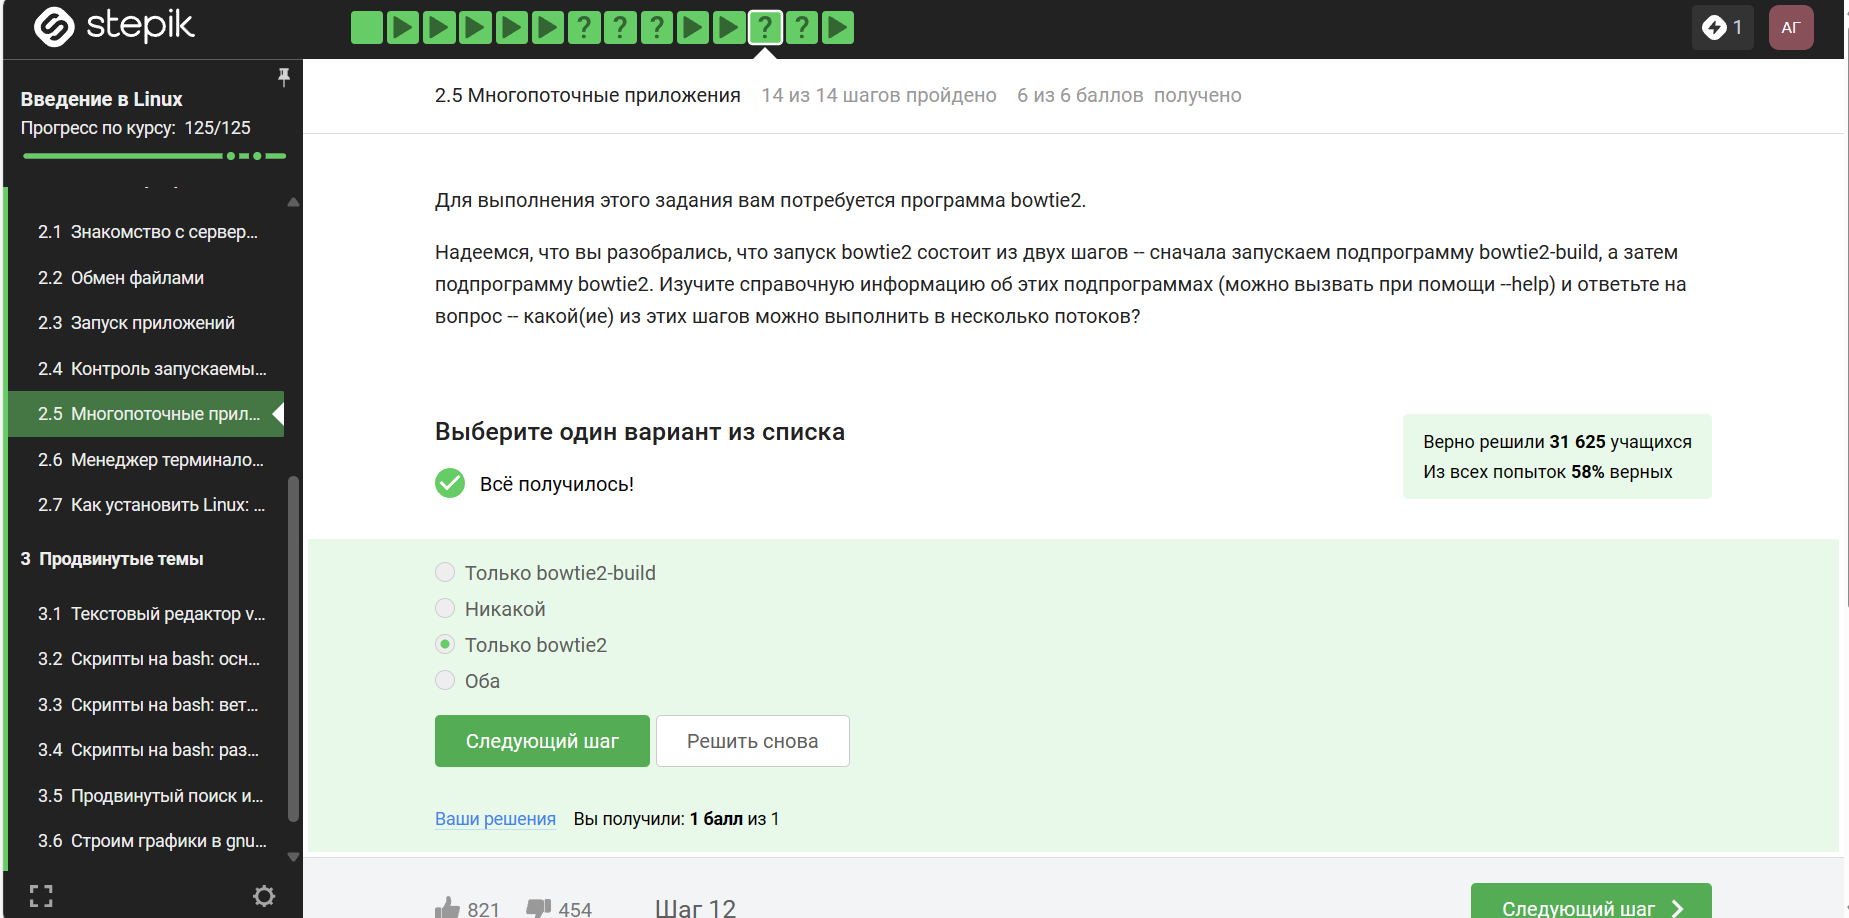 stepik
1
АГ
Введение в Linux
Прогресс по курсу: 125/125
2.1 Знакомство с сервер...
2.2 Обмен файлами
2.3 Запуск приложений
2.4 Контроль запускаемы...
2.5 Многопоточные прил...
2.6 Менеджер терминало...
2.7 Как установить Linux: ...
3 Продвинутые темы
3.1 Текстовый редактор v...
3.2 Скрипты на bash: осн...
3.3 Скрипты на bash: вет...
3.4 Скрипты на bash: раз...
3.5 Продвинутый поиск и...
3.6 Строим графики в gnu...
2.5 Многопоточные приложения 14 из 14 шагов пройдено 6 из 6 баллов получено
Для выполнения этого задания вам потребуется программа bowtie2.
Надеемся, что вы разобрались, что запуск bowtie2 состоит из двух шагов -- сначала запускаем подпрограмму bowtie2-build, а затем
подпрограмму bowtie2. Изучите справочную информацию об этих подпрограммах (можно вызвать при помощи --help) и ответьте на
вопрос -- какой(ие) из этих шагов можно выполнить в несколько потоков?
Выберите один вариант из списка
Всё получилось!
Верно решили 31 625 учащихся
Из всех попыток 58% верных
Только bowtie2-build
Никакой
Только bowtie2
Оба
Следующий шаг
Решить снова
Ваши решения Вы получили: 1 балл из 1
821 454 Шаг 12
Следующий шаг